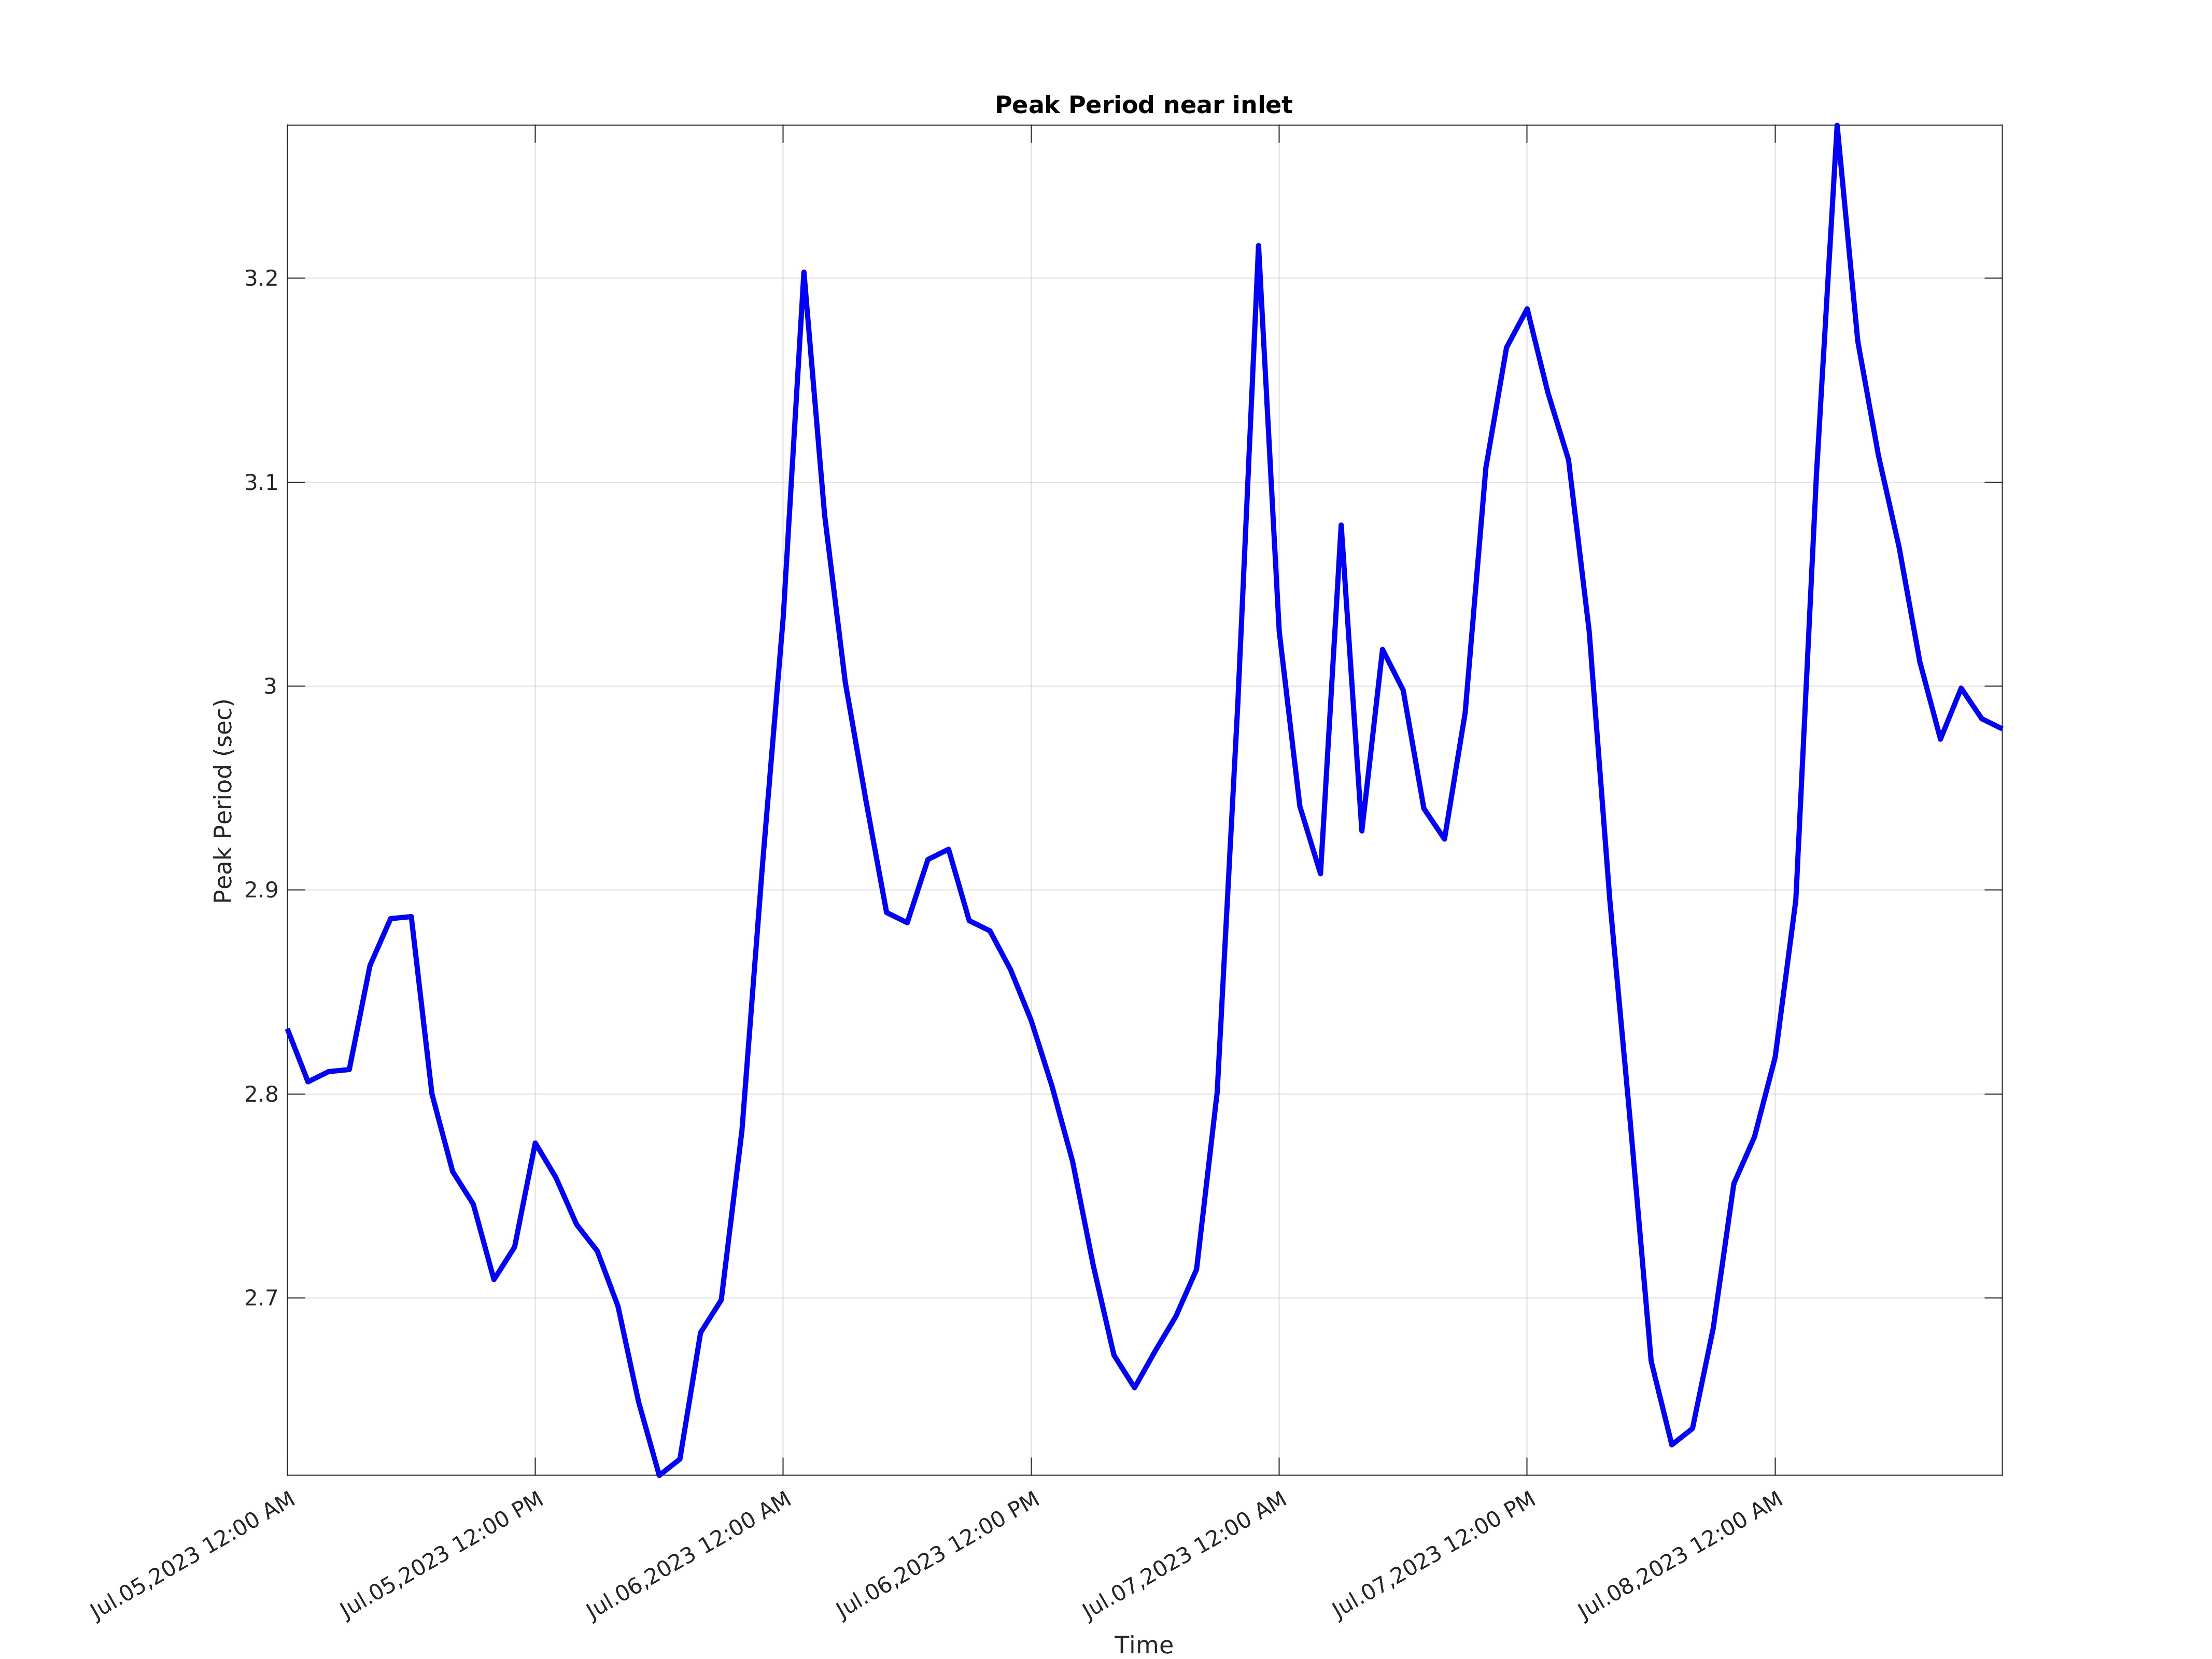 Peak Period near inlet
3.2
3.1
3
2.9
2.8
2.7
Peak Period (sec)
Jul.05,2023 12:00 AM
Jul.05,2023 12:00 PM
Jul.06,2023 12:00 AM
Jul.06,2023 12:00 PM
Jul.07,2023 12:00 AM
Jul.07,2023 12:00 PM
Jul.08,2023 12:00 AM
Time